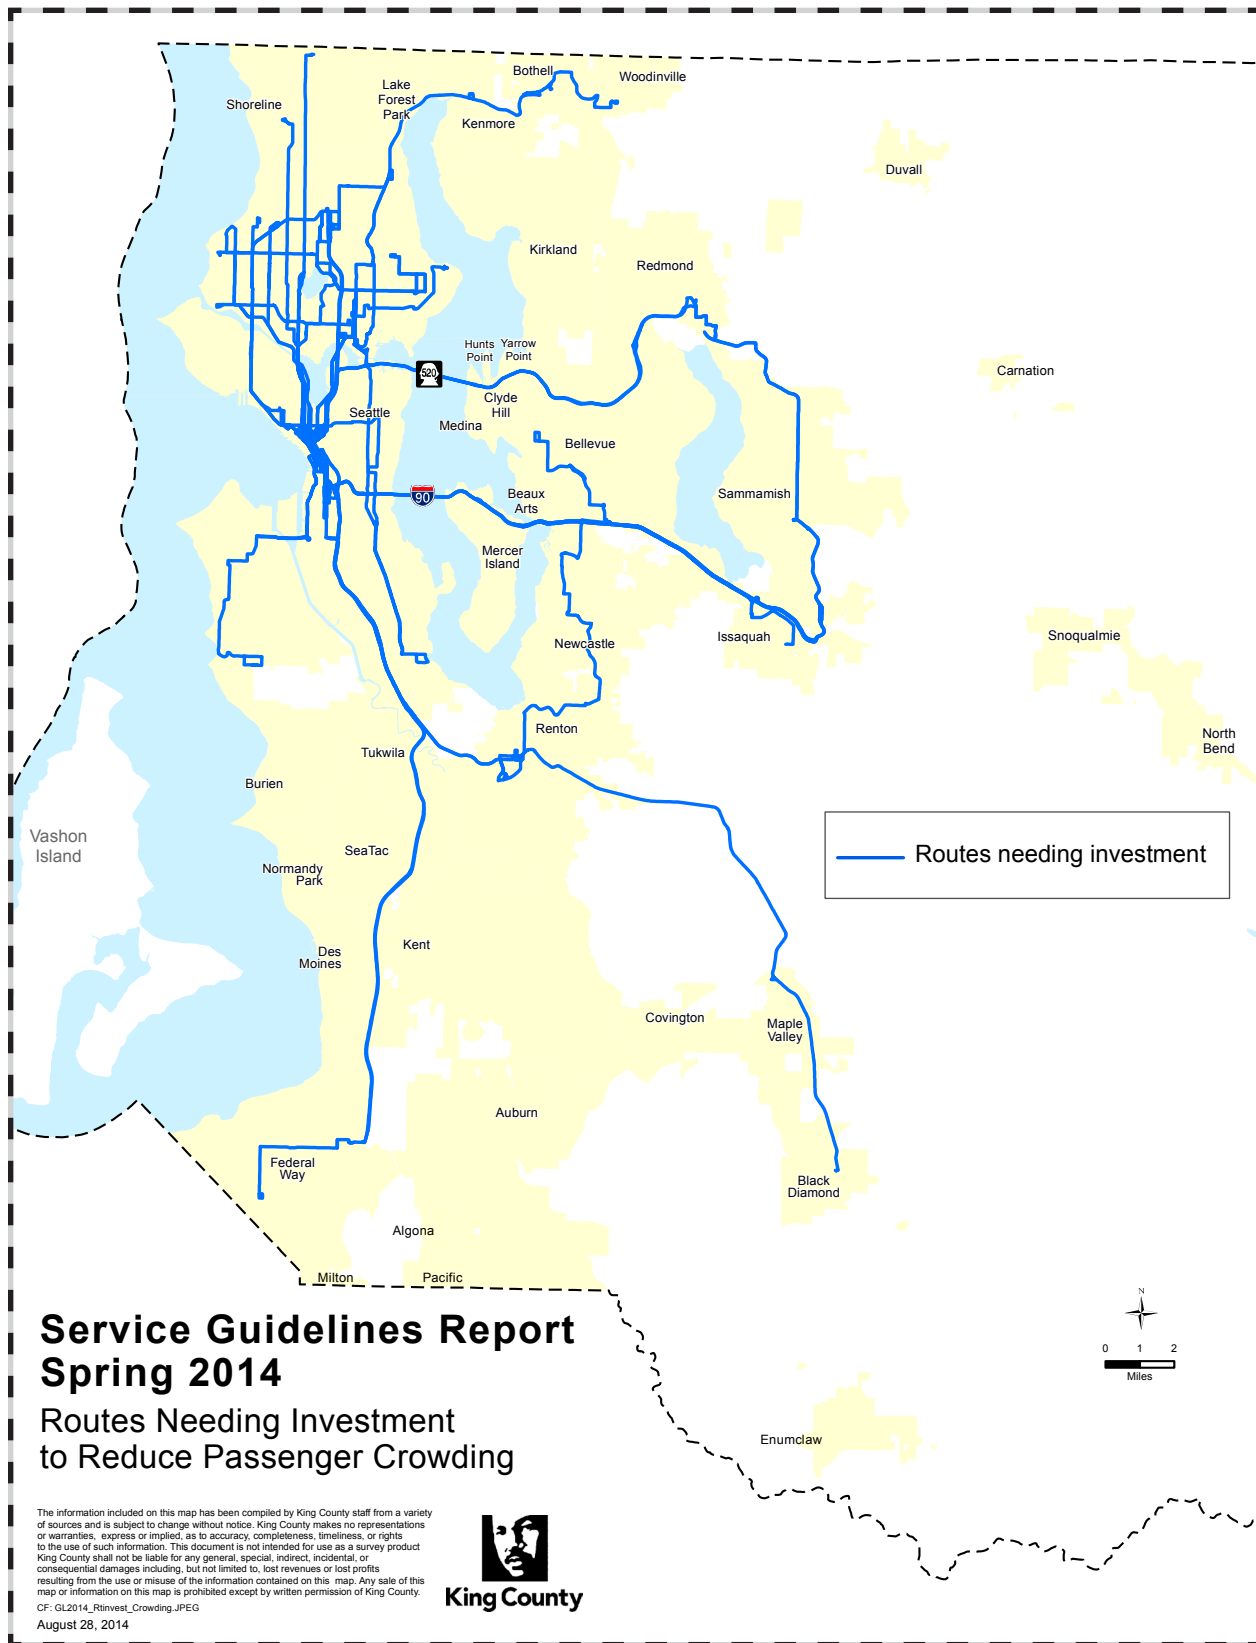 Bothell
Woodinville
Lake
Forest
Park
Shoreline
Kenmore
Duvall
Kirkland
Redmond
Hunts
Point
Yarrow
Point
520
Carnation
Clyde
Hill
Seattle
Medina
Bellevue
90
Beaux
Arts
Sammamish
Mercer
Island
Newcastle
Issaquah
Snoqualmie
Renton
North
Bend
Tukwila
Burien
Vashon
Island
SeaTac
Normandy
Park
Routes needing investment
Kent
Des
Moines
Covington
Maple
Valley
Auburn
Federal
Way
Black
Diamond
Algona
Milton
Pacific
N
0 1 2
Miles
Enumclaw
Service Guidelines Report
Spring 2014
Routes Needing Investment
to Reduce Passenger Crowding
The information included on this map has been compiled by King County staff from a variety
of sources and is subject to change without notice. King County makes no representations
or warranties, express or implied, as to accuracy, completeness, timeliness, or rights
to the use of such information. This document is not intended for use as a survey product
King County shall not be liable for any general, special, indirect, incidental, or
consequential damages including, but not limited to, lost revenues or lost profits
resulting from the use or misuse of the information contained on this map. Any sale of this
map or information on this map is prohibited except by written permission of King County.
CF: GL2014_RtInvest_Crowding.JPEG
August 28, 2014
King County